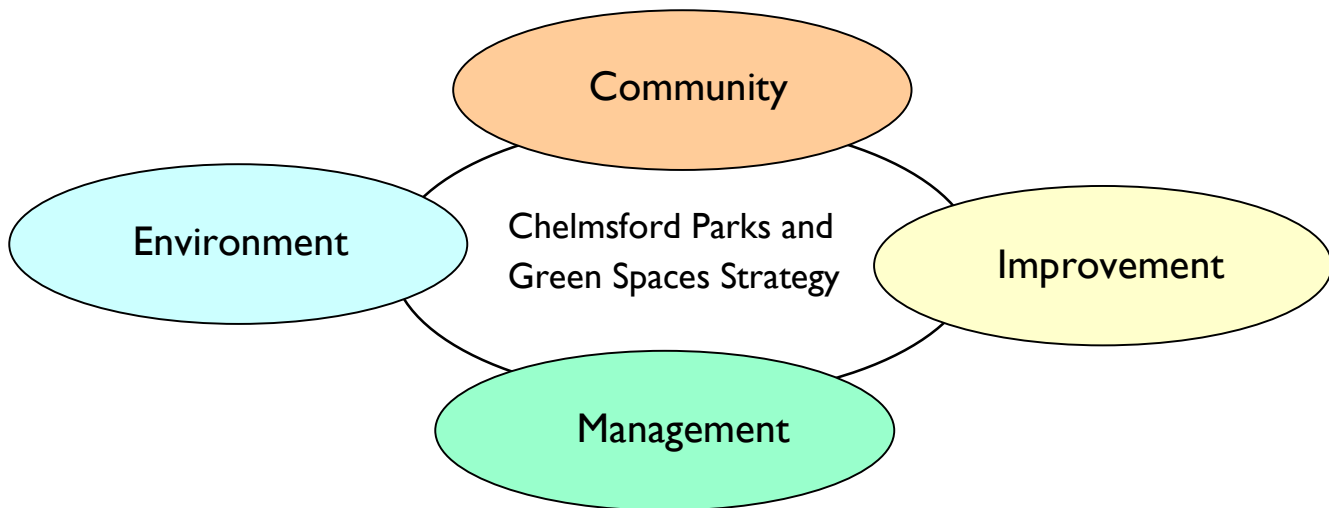 Community
Environment
Chelmsford Parks and
Green Spaces Strategy
Improvement
Management